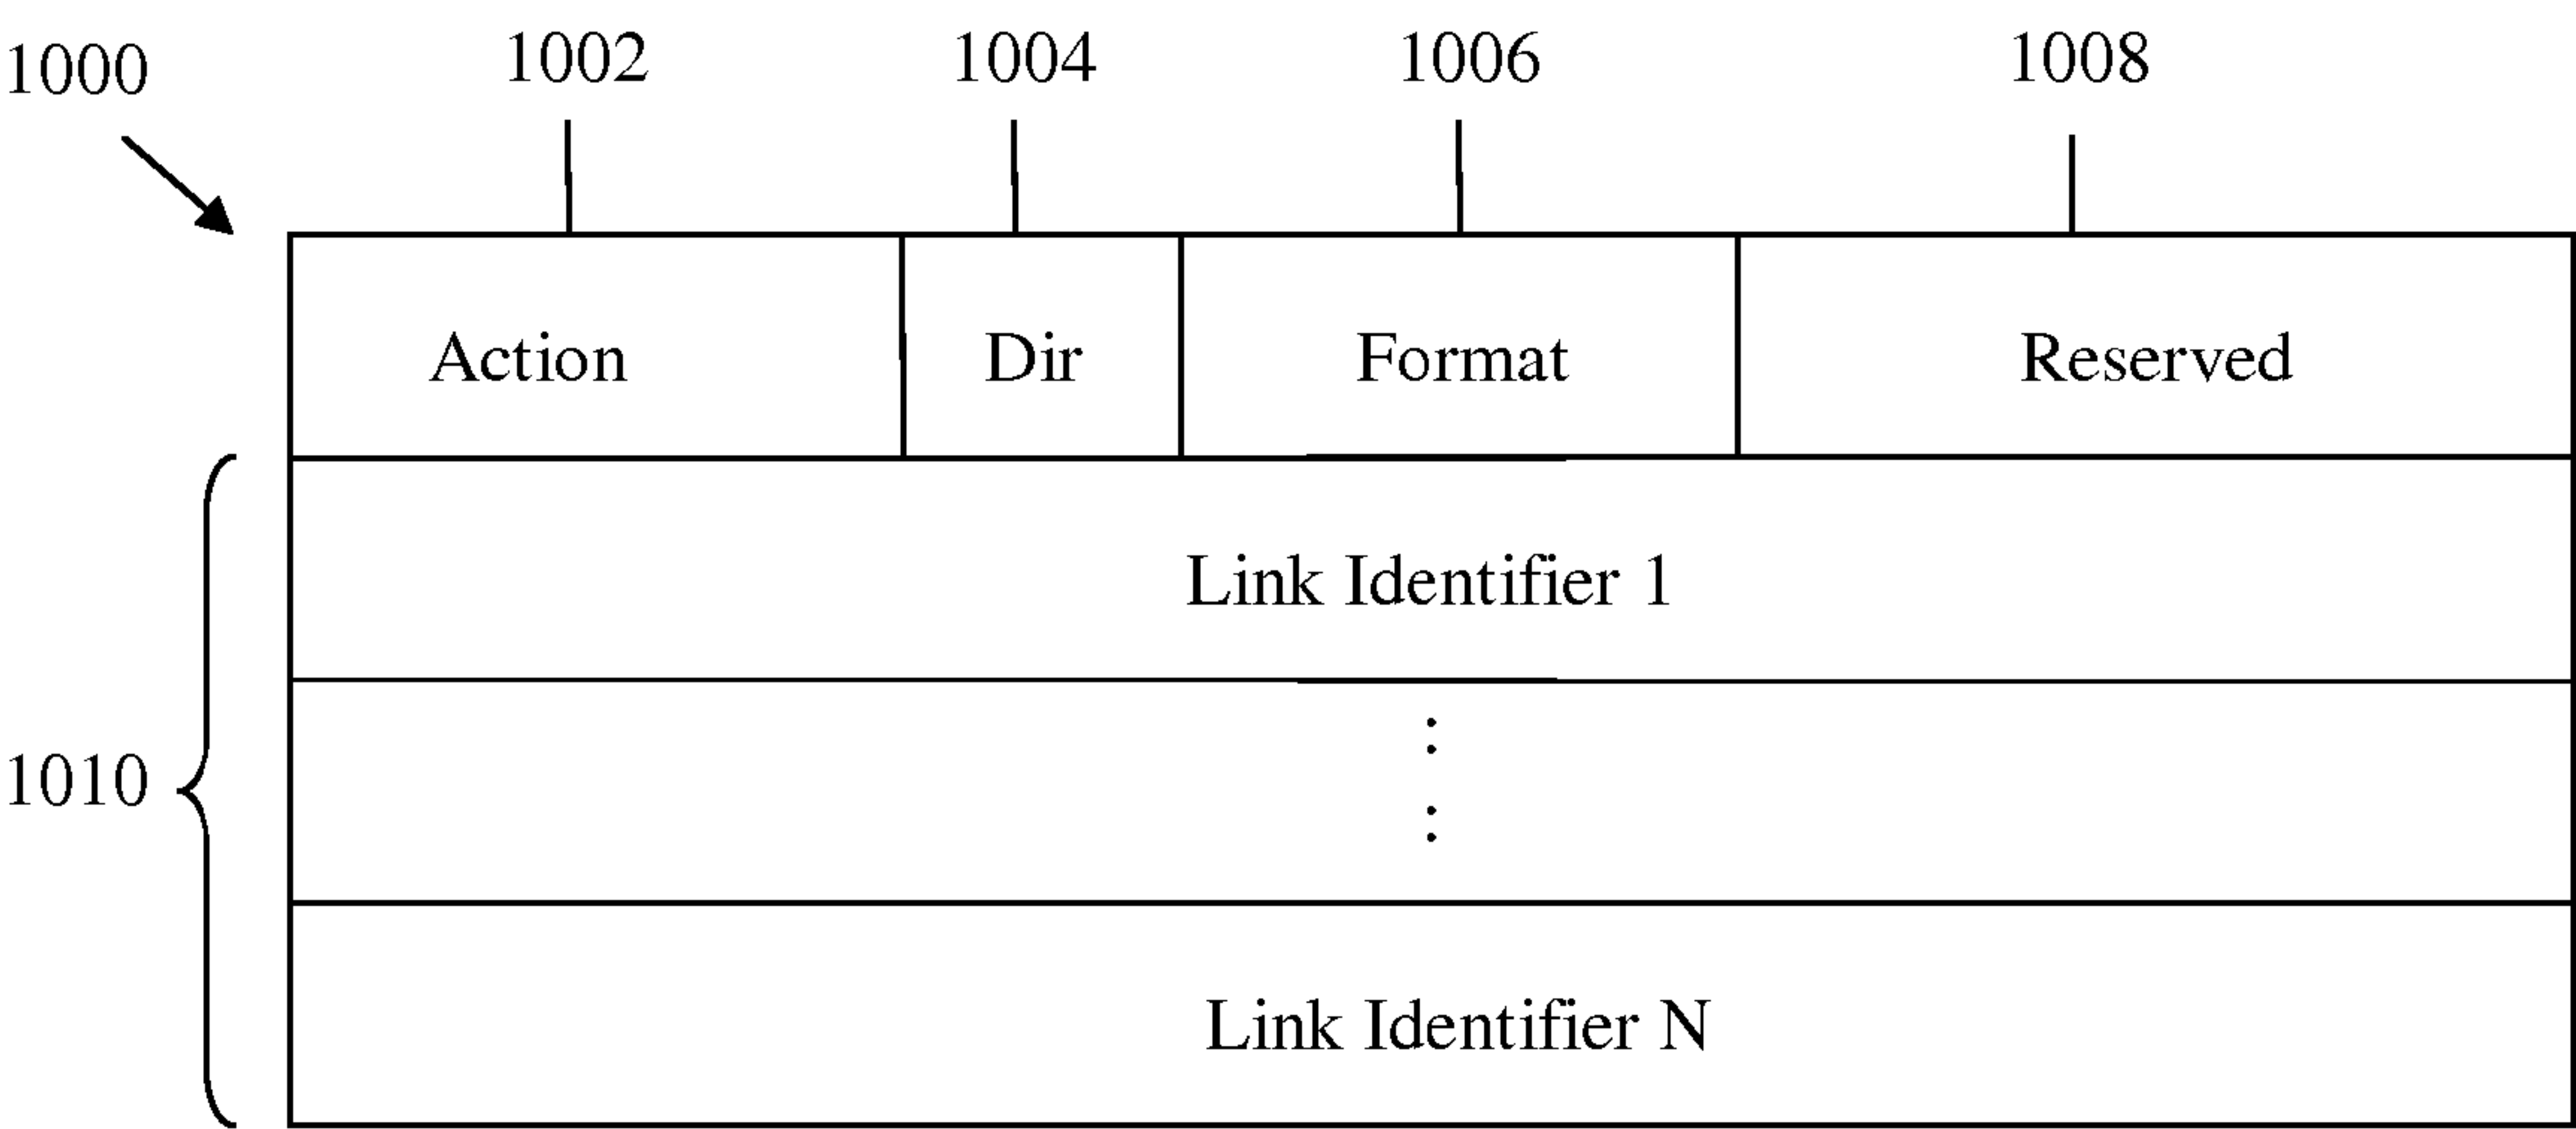 1000 1002 1004 1006 1008
Action Dir Format Reserved
Link Identifier 1
1010
Link Identifier N